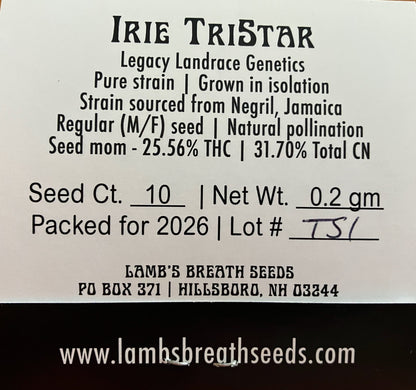 Irie TriStar
Legacy Landrace Genetics
Pure strain | Grown in isolation
Strain sourced from Negril, Jamaica
Regular (M/F) seed | Natural pollination
Seed mom - 25.56% THC | 31.70% Total CN
Seed Ct. 10 | Net Wt. 0.2 gm
Packed for 2026 | Lot # TS1
LAMB'S BREATH SEEDS
PO BOX 371 | HILLSBORO, NH 03244
www.lambsbreathseeds.com